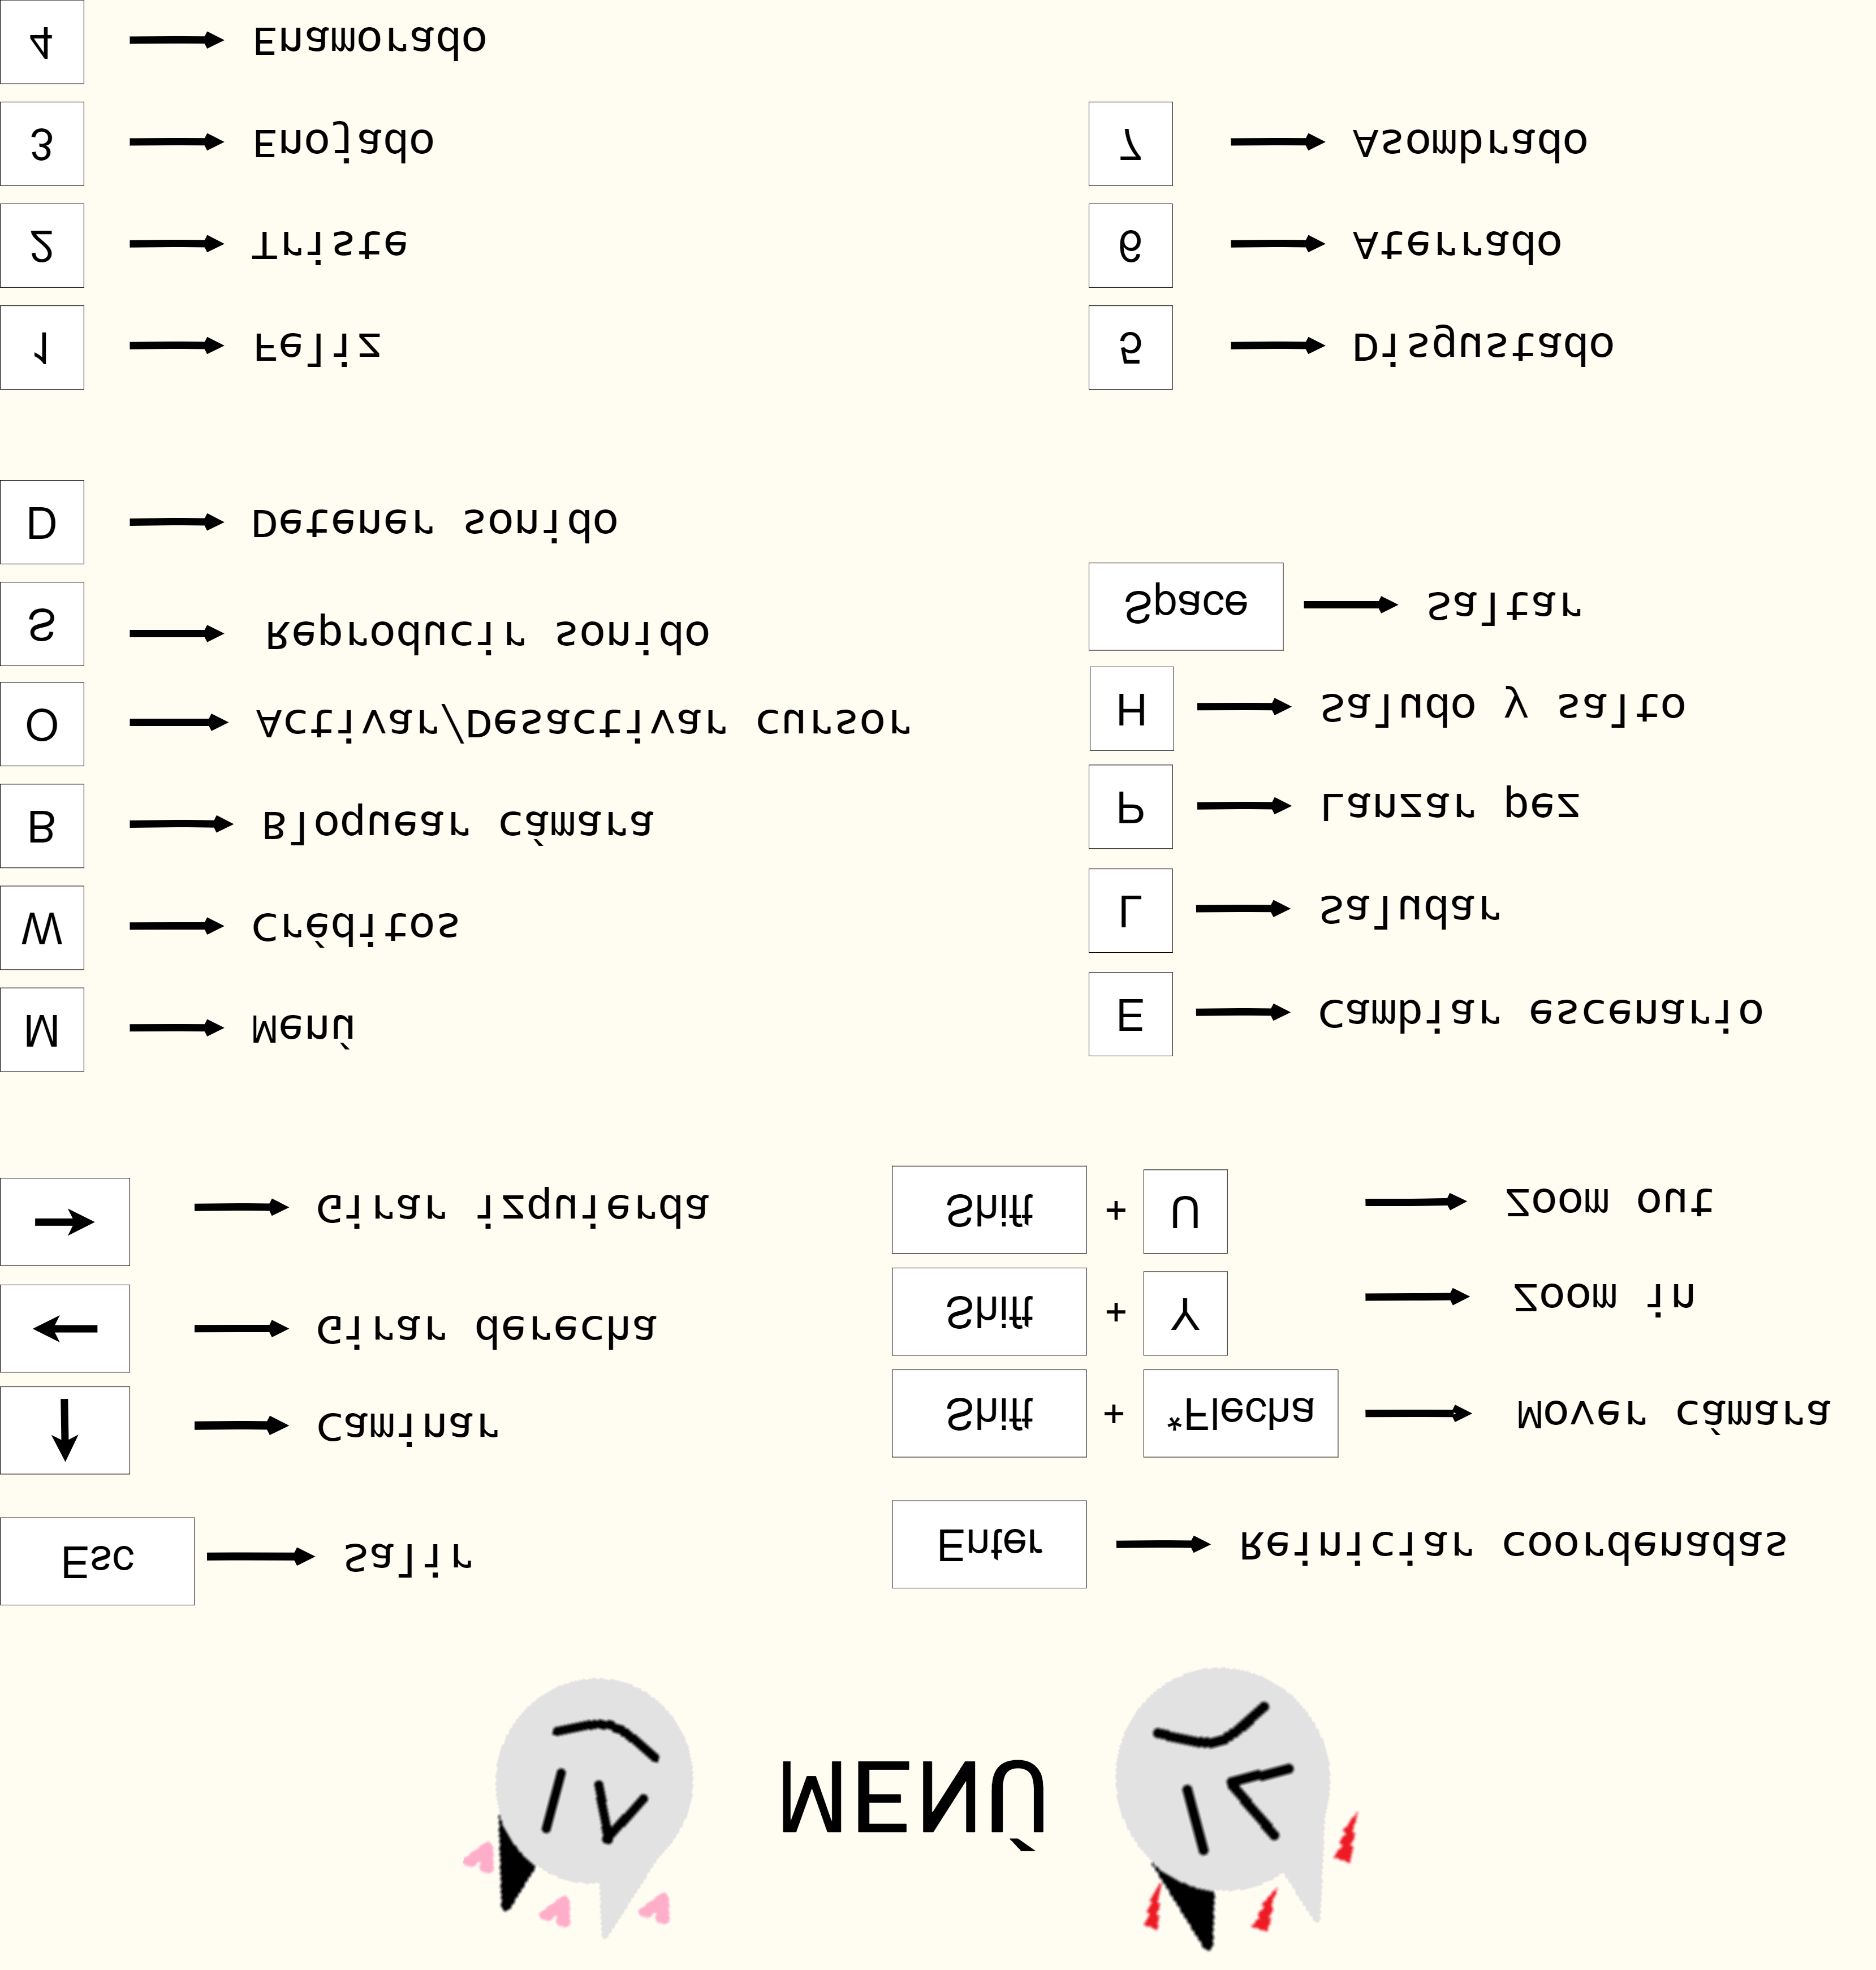 MENÚ
Esc Salir
Caminar
Girar derecha
Girar izquierda
Enter Reiniciar coordenadas
Shift + *Flecha Mover cámara
Shift + Y Zoom in
Shift + U Zoom out
M Menú
W Créditos
B Bloquear cámara
O Activar/Desactivar cursor
S Reproducir sonido
D Detener sonido
E Cambiar escenario
L Saludar
P Lanzar pez
H Saludo y salto
Space Saltar
1 Feliz
2 Triste
3 Enojado
4 Enamorado
5 Disgustado
6 Aterrado
7 Asombrado